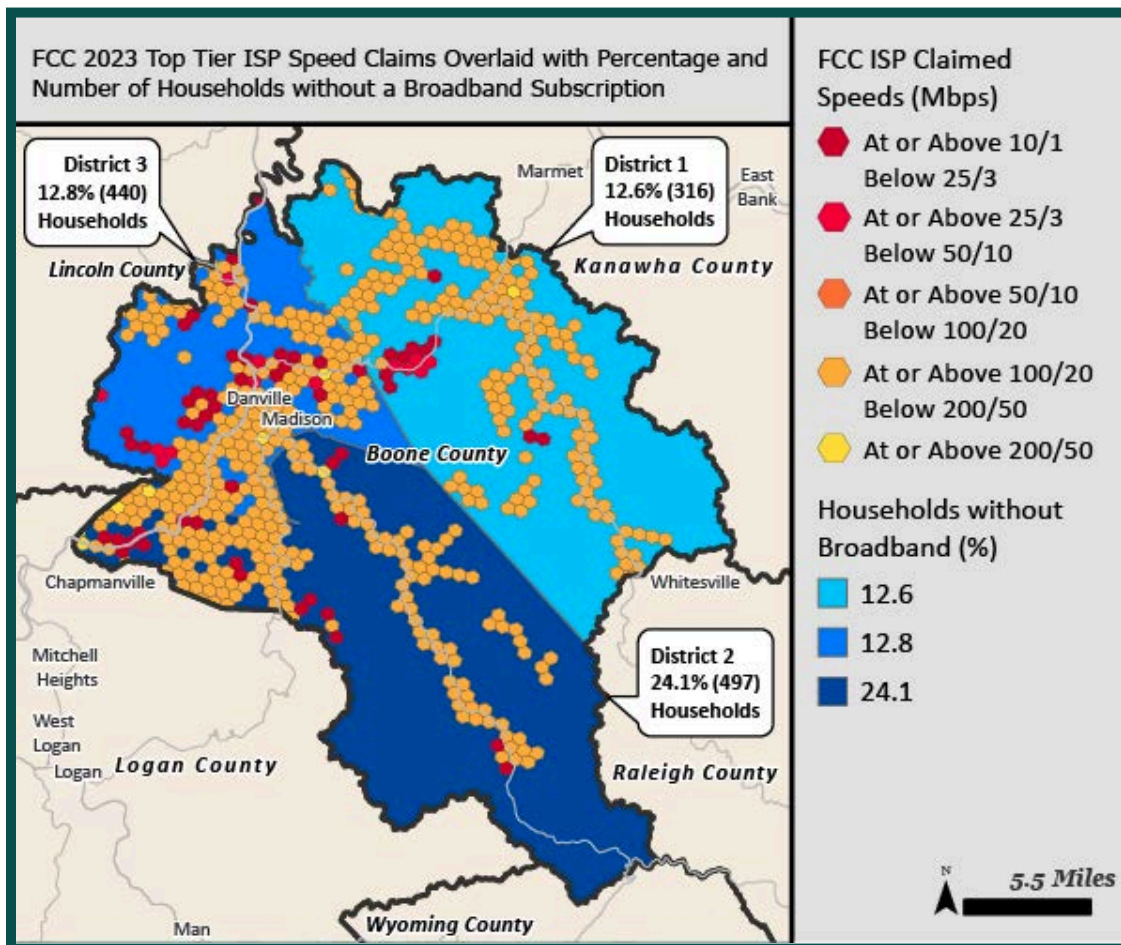 FCC 2023 Top Tier ISP Speed Claims Overlaid with Percentage and
Number of Households without a Broadband Subscription
District 3
12.8% (440)
Households
District 1
12.6% (316)
Households
Marmet
East
Bank
Lincoln County
Kanawha County
Danville
Madison
Boone County
Chapmanville
Whitesville
Mitchell
Heights
District 2
24.1% (497)
Households
West
Logan
Logan
Logan County
Raleigh County
Wyoming County
Man
FCC ISP Claimed
Speeds (Mbps)
At or Above 10/1
Below 25/3
At or Above 25/3
Below 50/10
At or Above 50/10
Below 100/20
At or Above 100/20
Below 200/50
At or Above 200/50
Households without
Broadband (%)
12.6
12.8
24.1
N
5.5 Miles